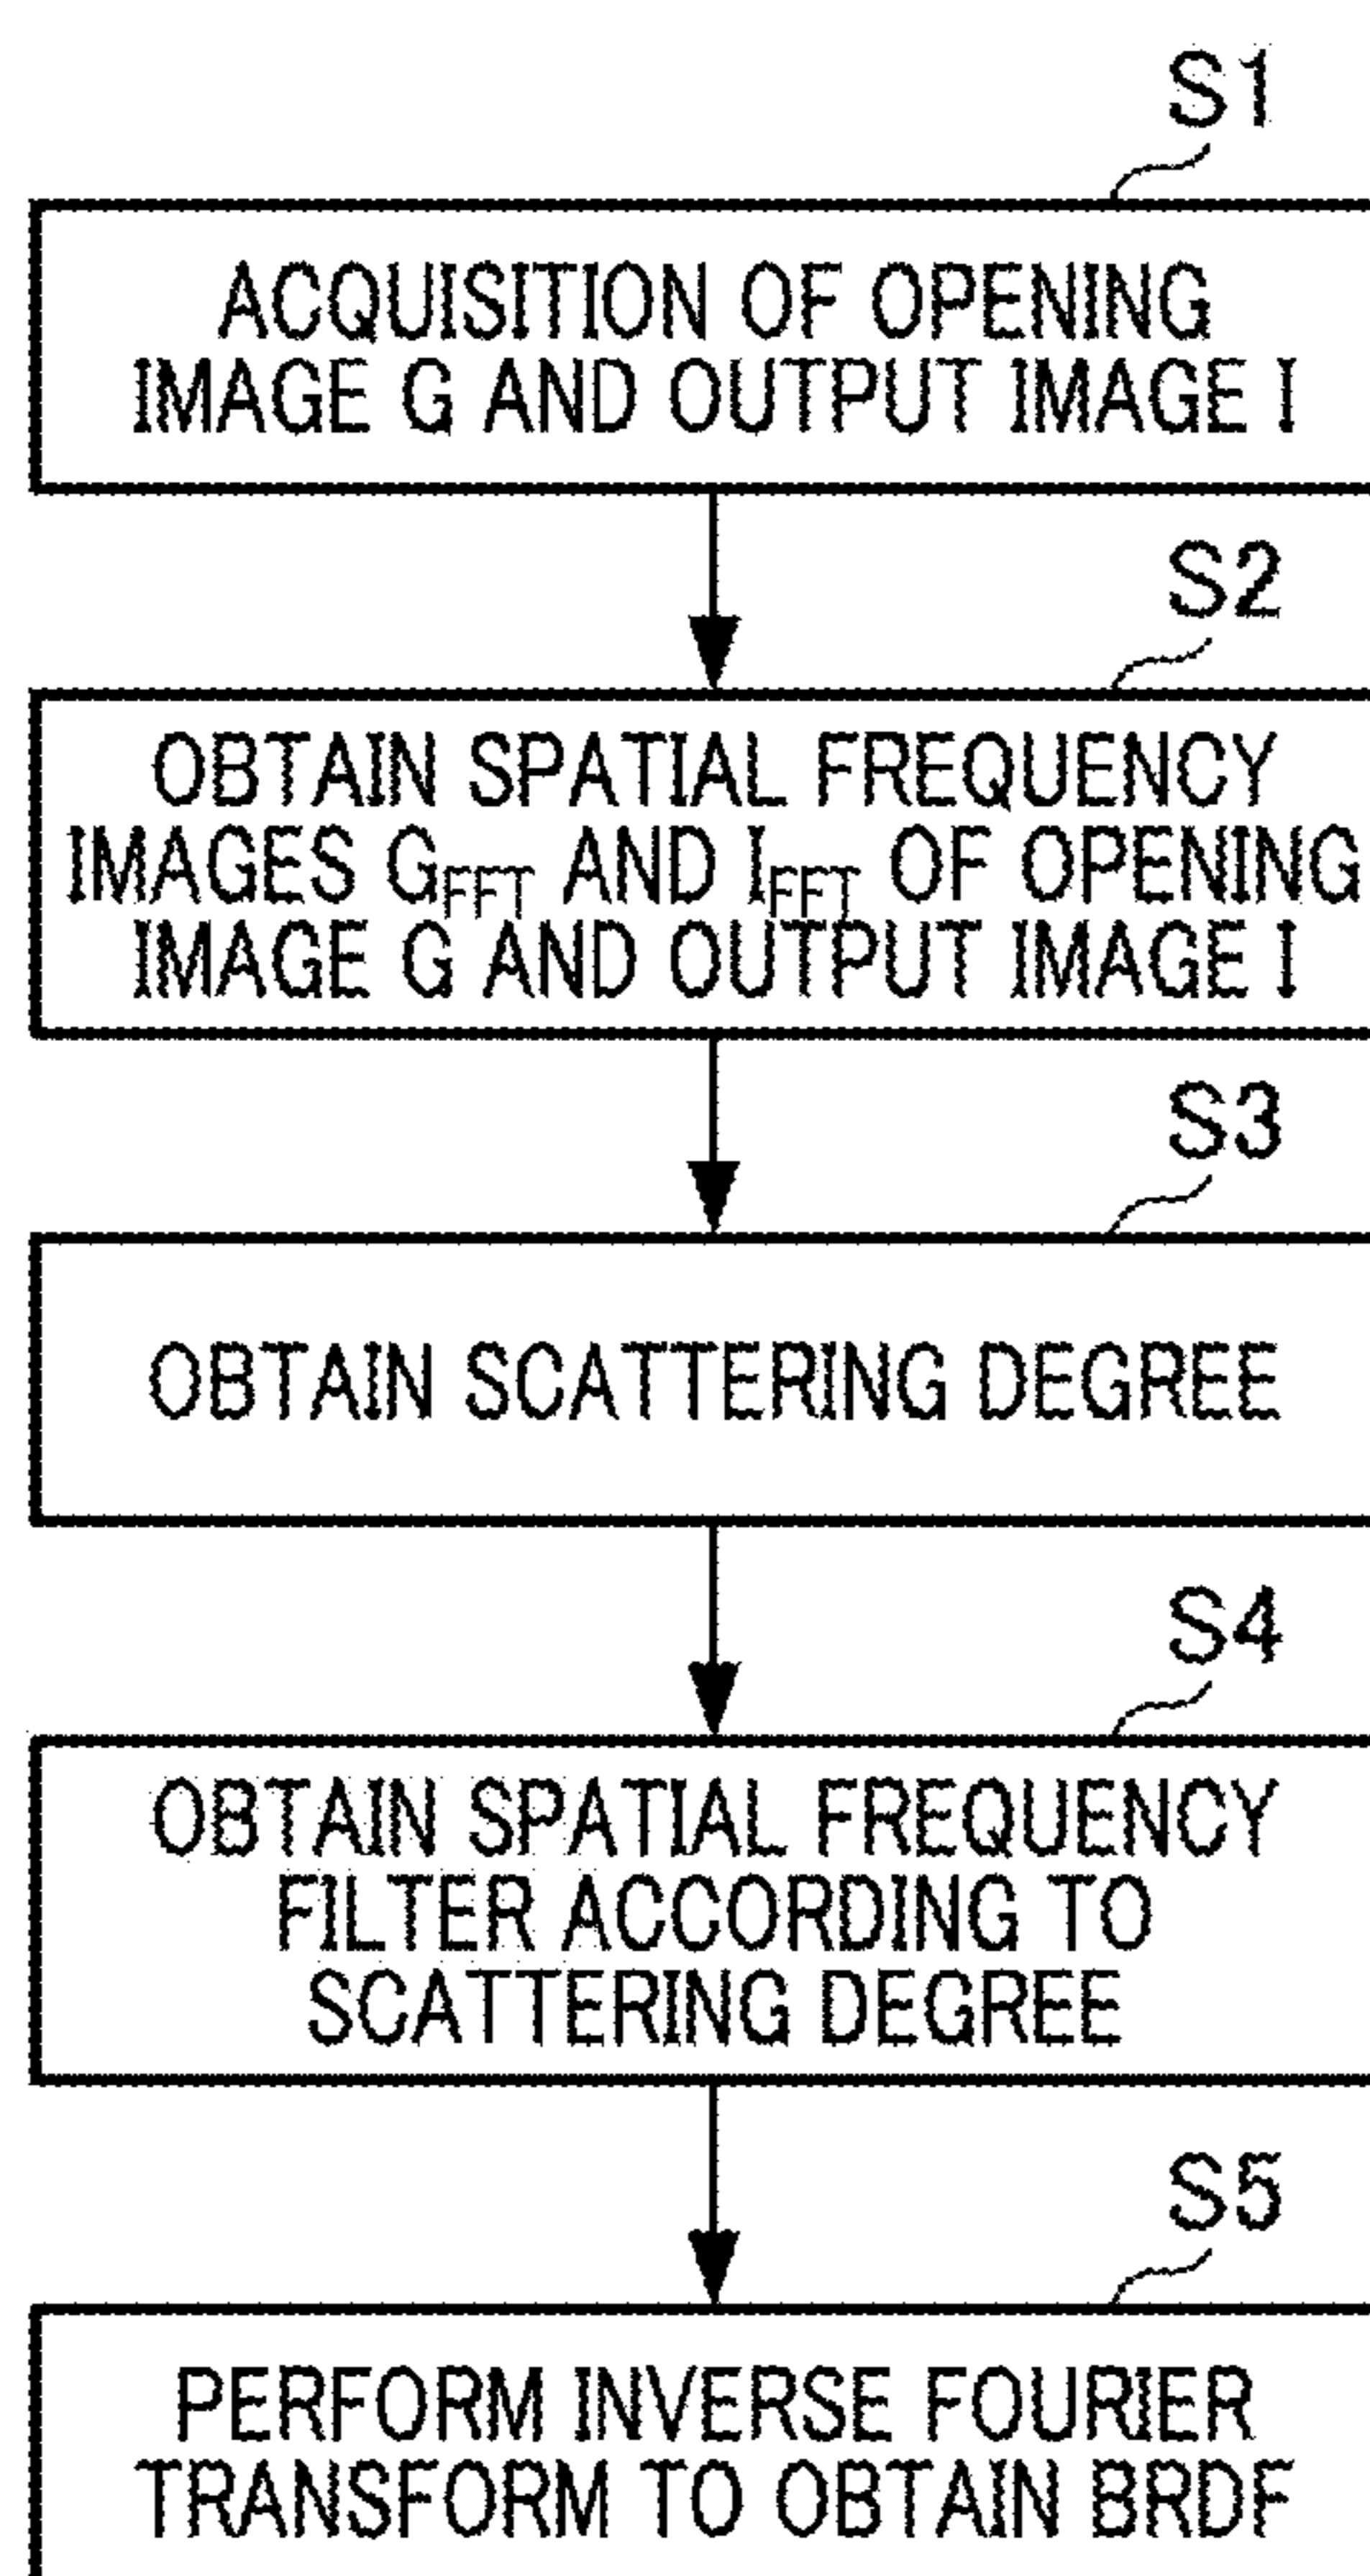 S1
ACQUISITION OF OPENING
IMAGE G AND OUTPUT IMAGE I
S2
OBTAIN SPATIAL FREQUENCY
IMAGES GFFT AND IFFT OF OPENING
IMAGE G AND OUTPUT IMAGE I
S3
OBTAIN SCATTERING DEGREE
S4
OBTAIN SPATIAL FREQUENCY
FILTER ACCORDING TO
SCATTERING DEGREE
S5
PERFORM INVERSE FOURIER
TRANSFORM TO OBTAIN BRDF